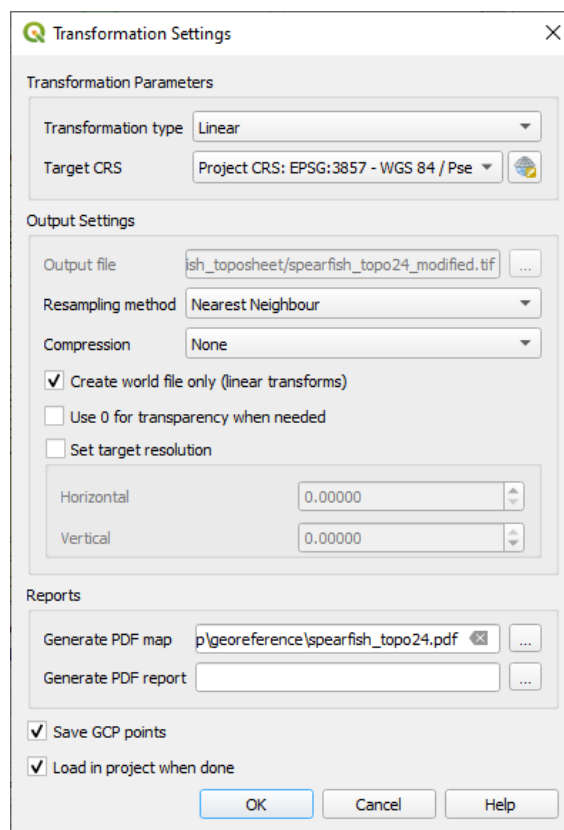 Transformation Settings
Transformation Parameters
Transformation type Linear
Target CRS Project CRS: EPSG:3857 - WGS 84 / Pse
Output Settings
Output file ish_toposheet/spearfish_topo24_modified.tif ...
Resampling method Nearest Neighbour
Compression None
Create world file only (linear transforms)
Use 0 for transparency when needed
Set target resolution
Horizontal 0.00000
Vertical 0.00000
Reports
Generate PDF map p\georeference\spearfish_topo24.pdf ...
Generate PDF report ...
Save GCP points
Load in project when done
OK Cancel Help